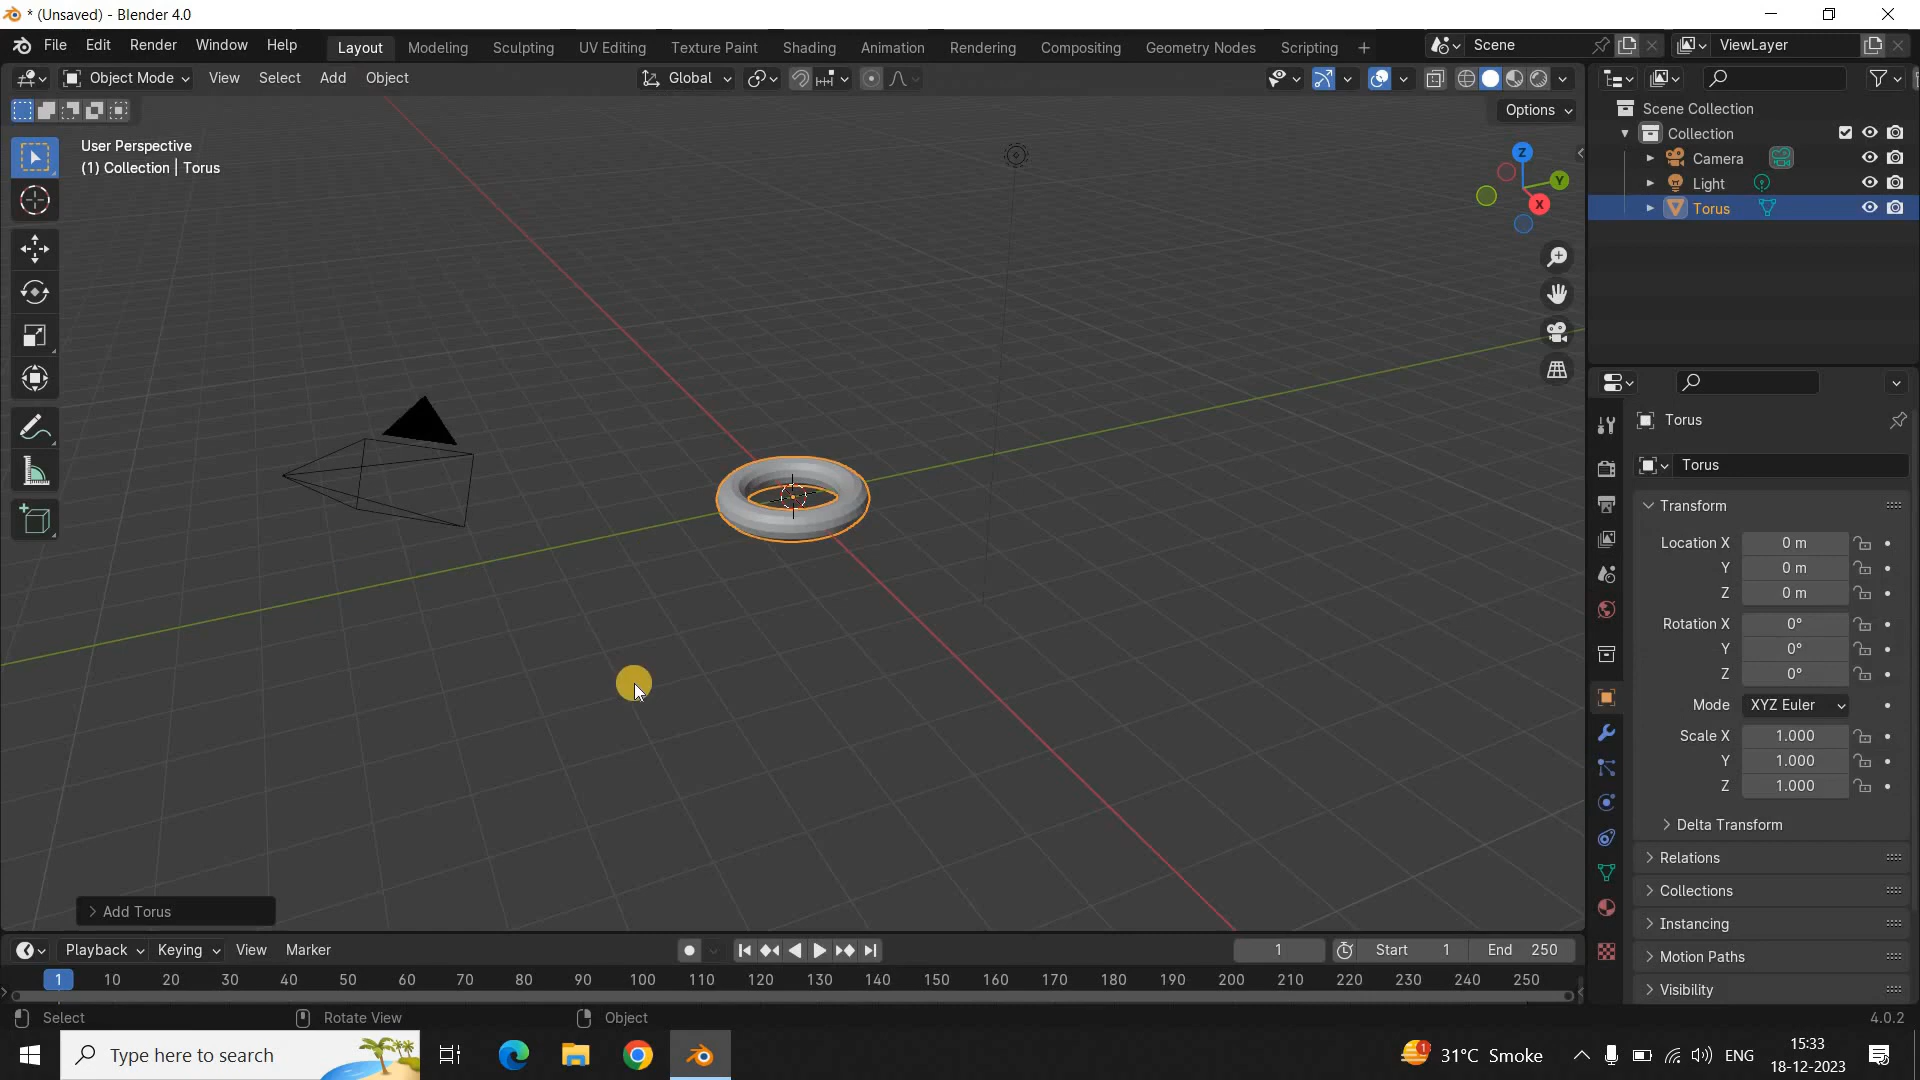 * (Unsaved) - Blender 4.0
File Edit Render Window Help Layout Modeling Sculpting UV Editing Texture Paint Shading Animation Rendering Compositing Geometry Nodes Scripting + Scene ViewLayer
Object Mode View Select Add Object Global
Options
User Perspective
(1) Collection | Torus
Z
Y
X
Scene Collection
Collection
Camera
Light
Torus
Torus
Torus
Transform
Location X 0 m
Y 0 m
Z 0 m
Rotation X 0°
Y 0°
Z 0°
Mode XYZ Euler
Scale X 1.000
Y 1.000
Z 1.000
Delta Transform
Relations
Collections
Instancing
Motion Paths
Visibility
Add Torus
Playback Keying View Marker 1 Start 1 End 250
1 10 20 30 40 50 60 70 80 90 100 110 120 130 140 150 160 170 180 190 200 210 220 230 240 250
Select Rotate View Object 4.0.2
Type here to search 1 31°C Smoke ENG 15:33
18-12-2023